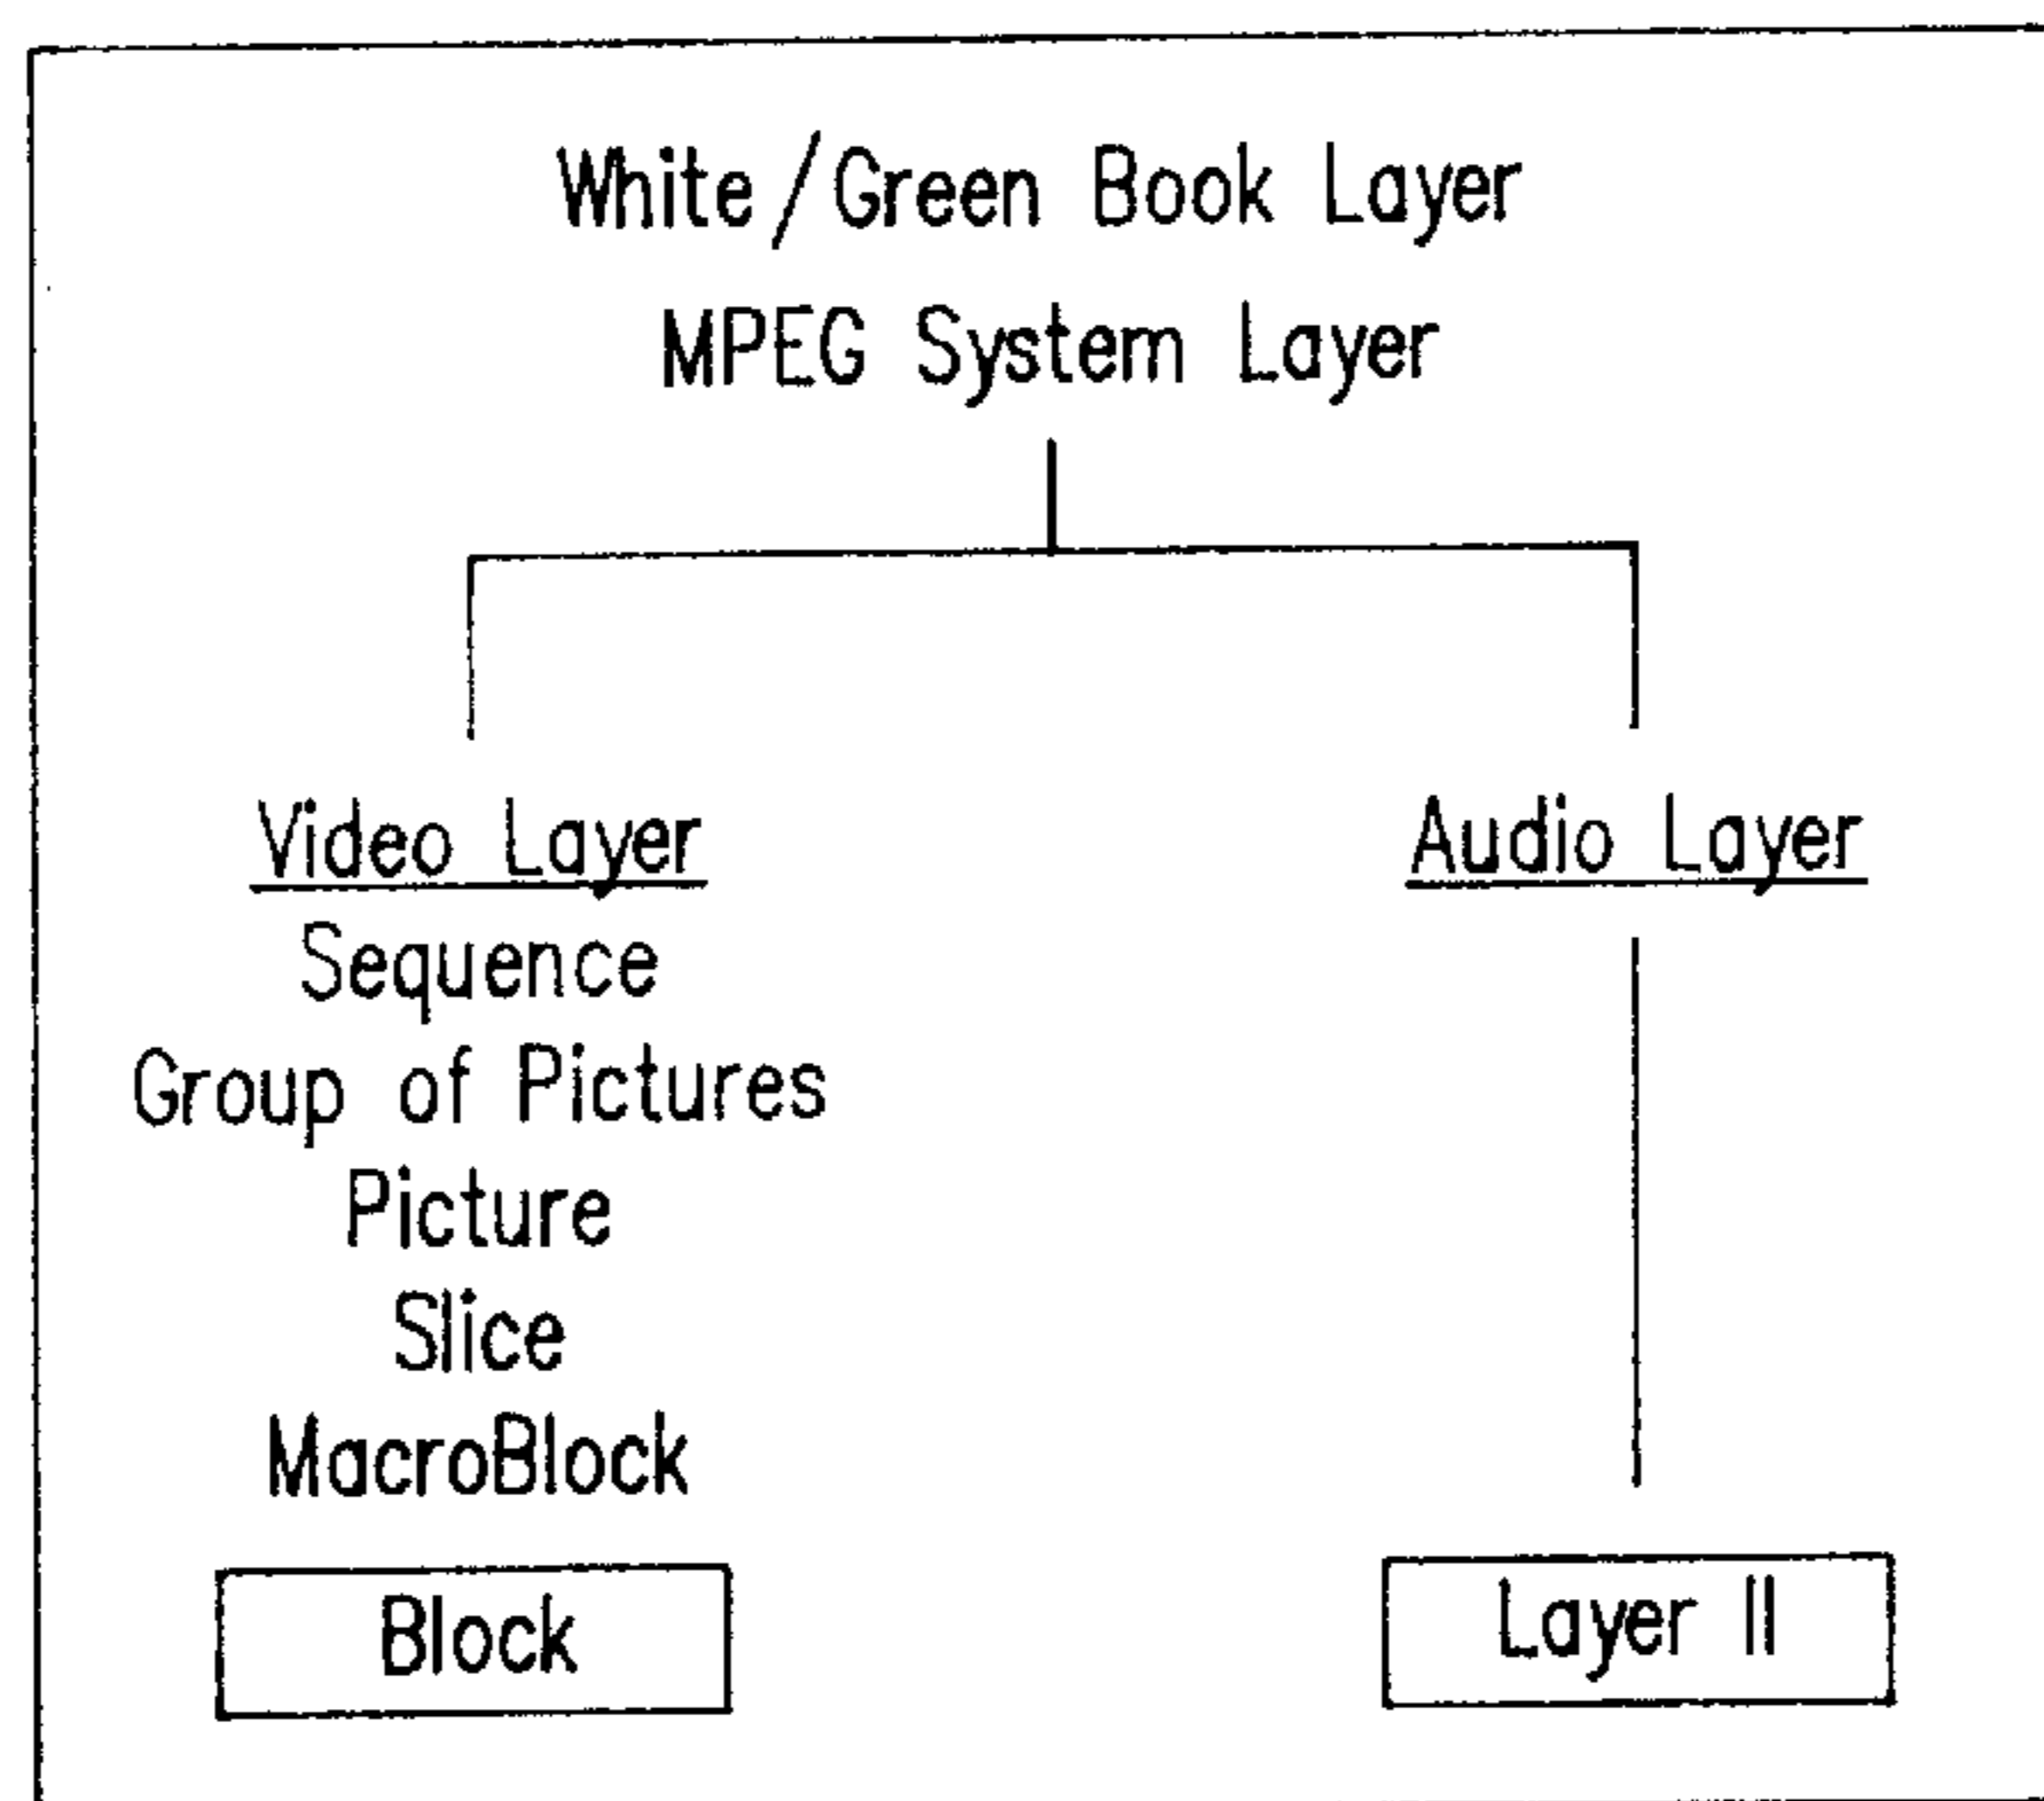 White/Green Book Layer
MPEG System Layer
Video Layer
Sequence
Group of Pictures
Picture
Slice
MacroBlock
Block
Audio Layer
Layer II